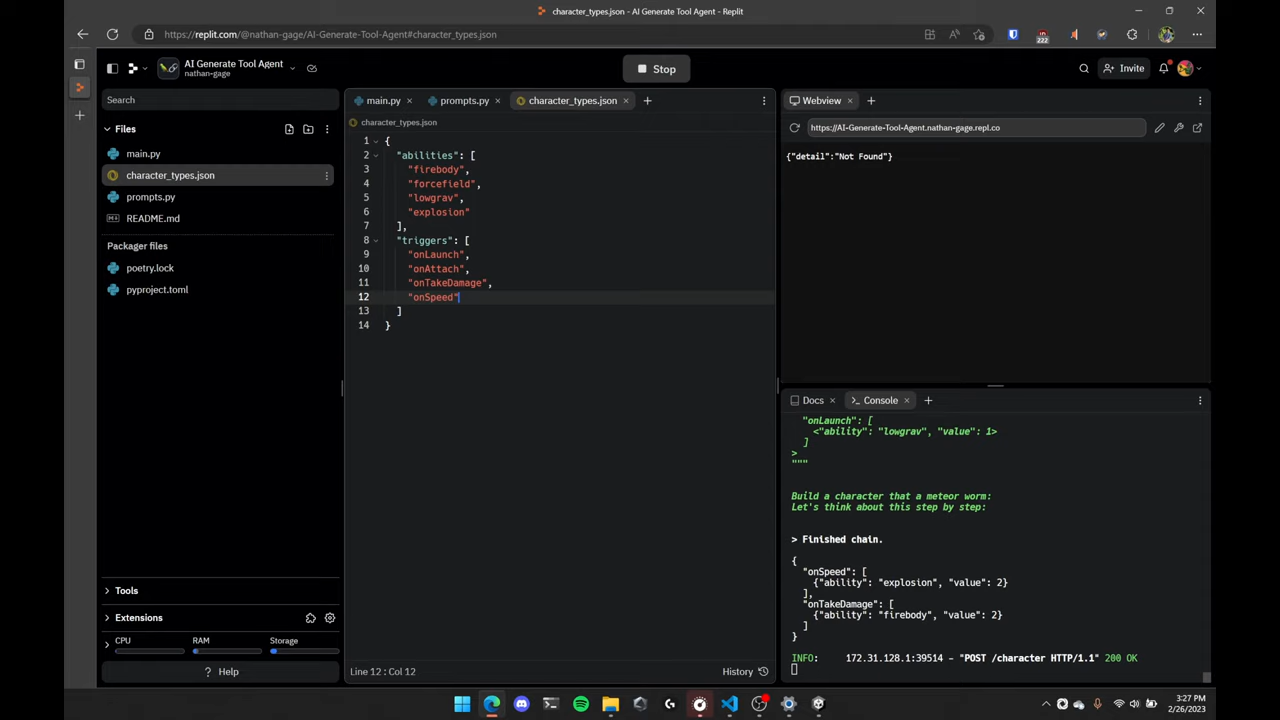 character_types.json - AI Generate Tool Agent - Replit
https://replit.com/@nathan-gage/AI-Generate-Tool-Agent#character_types.json
222
AI Generate Tool Agent
nathan-gage
Stop
Invite
Search
Files
main.py
character_types.json
prompts.py
README.md
Packager files
poetry.lock
pyproject.toml
Tools
Extensions
CPU
RAM
Storage
Help
main.py
prompts.py
character_types.json
character_types.json
1 {
2 "abilities": [
3 "firebody",
4 "forcefield",
5 "lowgrav",
6 "explosion"
7 ],
8 "triggers": [
9 "onLaunch",
10 "onAttach",
11 "onTakeDamage",
12 "onSpeed"
13 ]
14 }
Line 12 : Col 12
History
Webview
https://AI-Generate-Tool-Agent.nathan-gage.repl.co
{"detail":"Not Found"}
Docs
Console
"onLaunch": [
<"ability": "lowgrav", "value": 1>
]
>
"""
Build a character that a meteor worm:
Let's think about this step by step:
> Finished chain.
{
"onSpeed": [
{"ability": "explosion", "value": 2}
],
"onTakeDamage": [
{"ability": "firebody", "value": 2}
]
}
INFO: 172.31.128.1:39514 - "POST /character HTTP/1.1" 200 OK
3:27 PM
2/26/2023